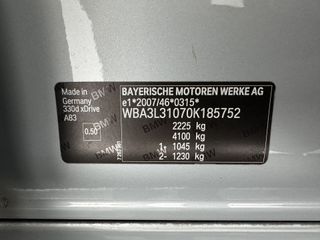 Made in
Germany
330d xDrive
A83
0.50
BAYERISCHE MOTOREN WERKE AG
e1*2007/46*0315*
WBA3L31070K185752
2225 kg
4100 kg
1- 1045 kg
2- 1230 kg